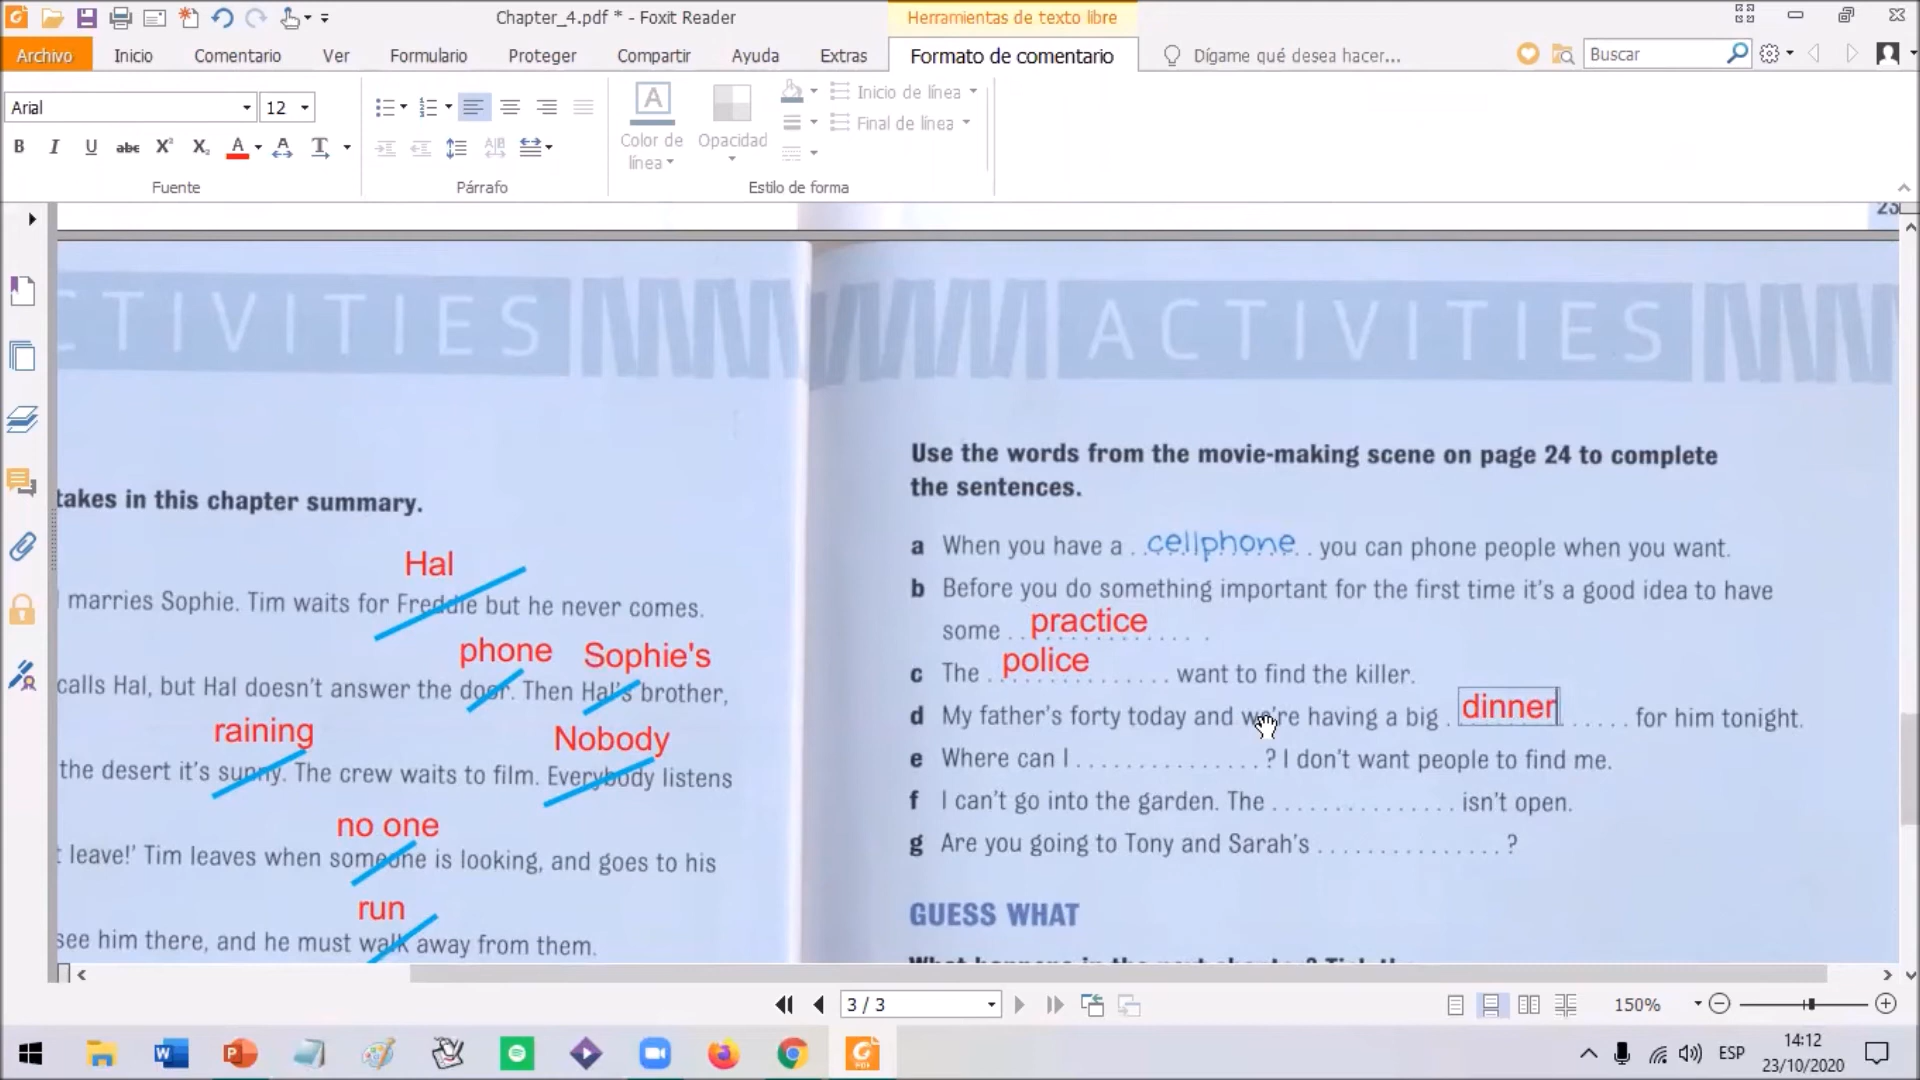 Chapter_4.pdf * - Foxit Reader
Herramientas de texto libre
Archivo
Inicio
Comentario
Ver
Formulario
Proteger
Compartir
Ayuda
Extras
Formato de comentario
Dígame qué desea hacer...
Buscar
Arial
12
Inicio de línea
Final de línea
Color de línea
Opacidad
Fuente
Párrafo
Estilo de forma
23
CTIVITIES
takes in this chapter summary.
Hal
marries Sophie. Tim waits for Freddie but he never comes.
phone Sophie's
calls Hal, but Hal doesn't answer the door. Then Hal's brother,
raining Nobody
the desert it's sunny. The crew waits to film. Everybody listens
no one
t leave!' Tim leaves when someone is looking, and goes to his
run
see him there, and he must walk away from them.
ACTIVITIES
Use the words from the movie-making scene on page 24 to complete
the sentences.
a When you have a . . cellphone . . you can phone people when you want.
b Before you do something important for the first time it's a good idea to have
some . . practice . . . .
c The . . police . . . . want to find the killer.
d My father's forty today and we're having a big . dinner . . . . . for him tonight.
e Where can I . . . . . . . . . . . . . . . ? I don't want people to find me.
f I can't go into the garden. The . . . . . . . . . . . . . . . isn't open.
g Are you going to Tony and Sarah's . . . . . . . . . . . . . . . ?
GUESS WHAT
3 / 3
150%
ESP
14:12
23/10/2020